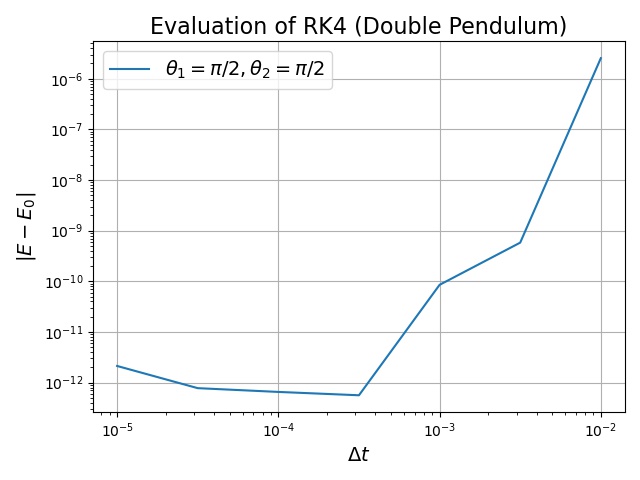 Evaluation of RK4 (Double Pendulum)
θ₁ = π/2, θ₂ = π/2
|E − E₀|
10⁻⁶
10⁻⁷
10⁻⁸
10⁻⁹
10⁻¹⁰
10⁻¹¹
10⁻¹²
10⁻⁵ 10⁻⁴ 10⁻³ 10⁻²
Δt